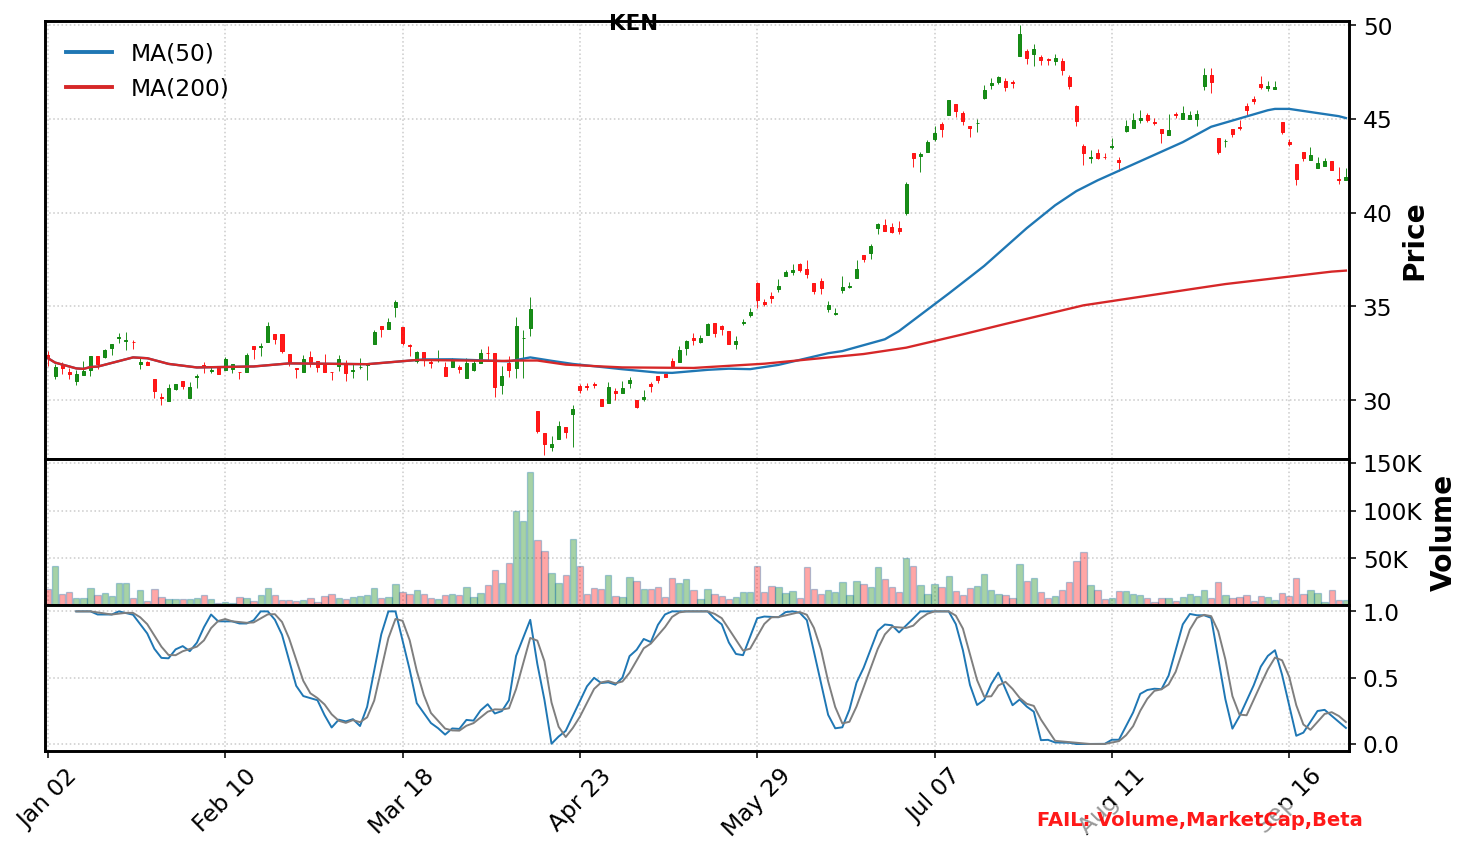 KEN
MA(50)
MA(200)
50
45
40
35
30
Price
150K
100K
50K
Volume
1.0
0.5
0.0
Jan 02
Feb 10
Mar 18
Apr 23
May 29
Jul 07
Aug 11
Sep 16
FAIL: Volume,MarketCap,Beta